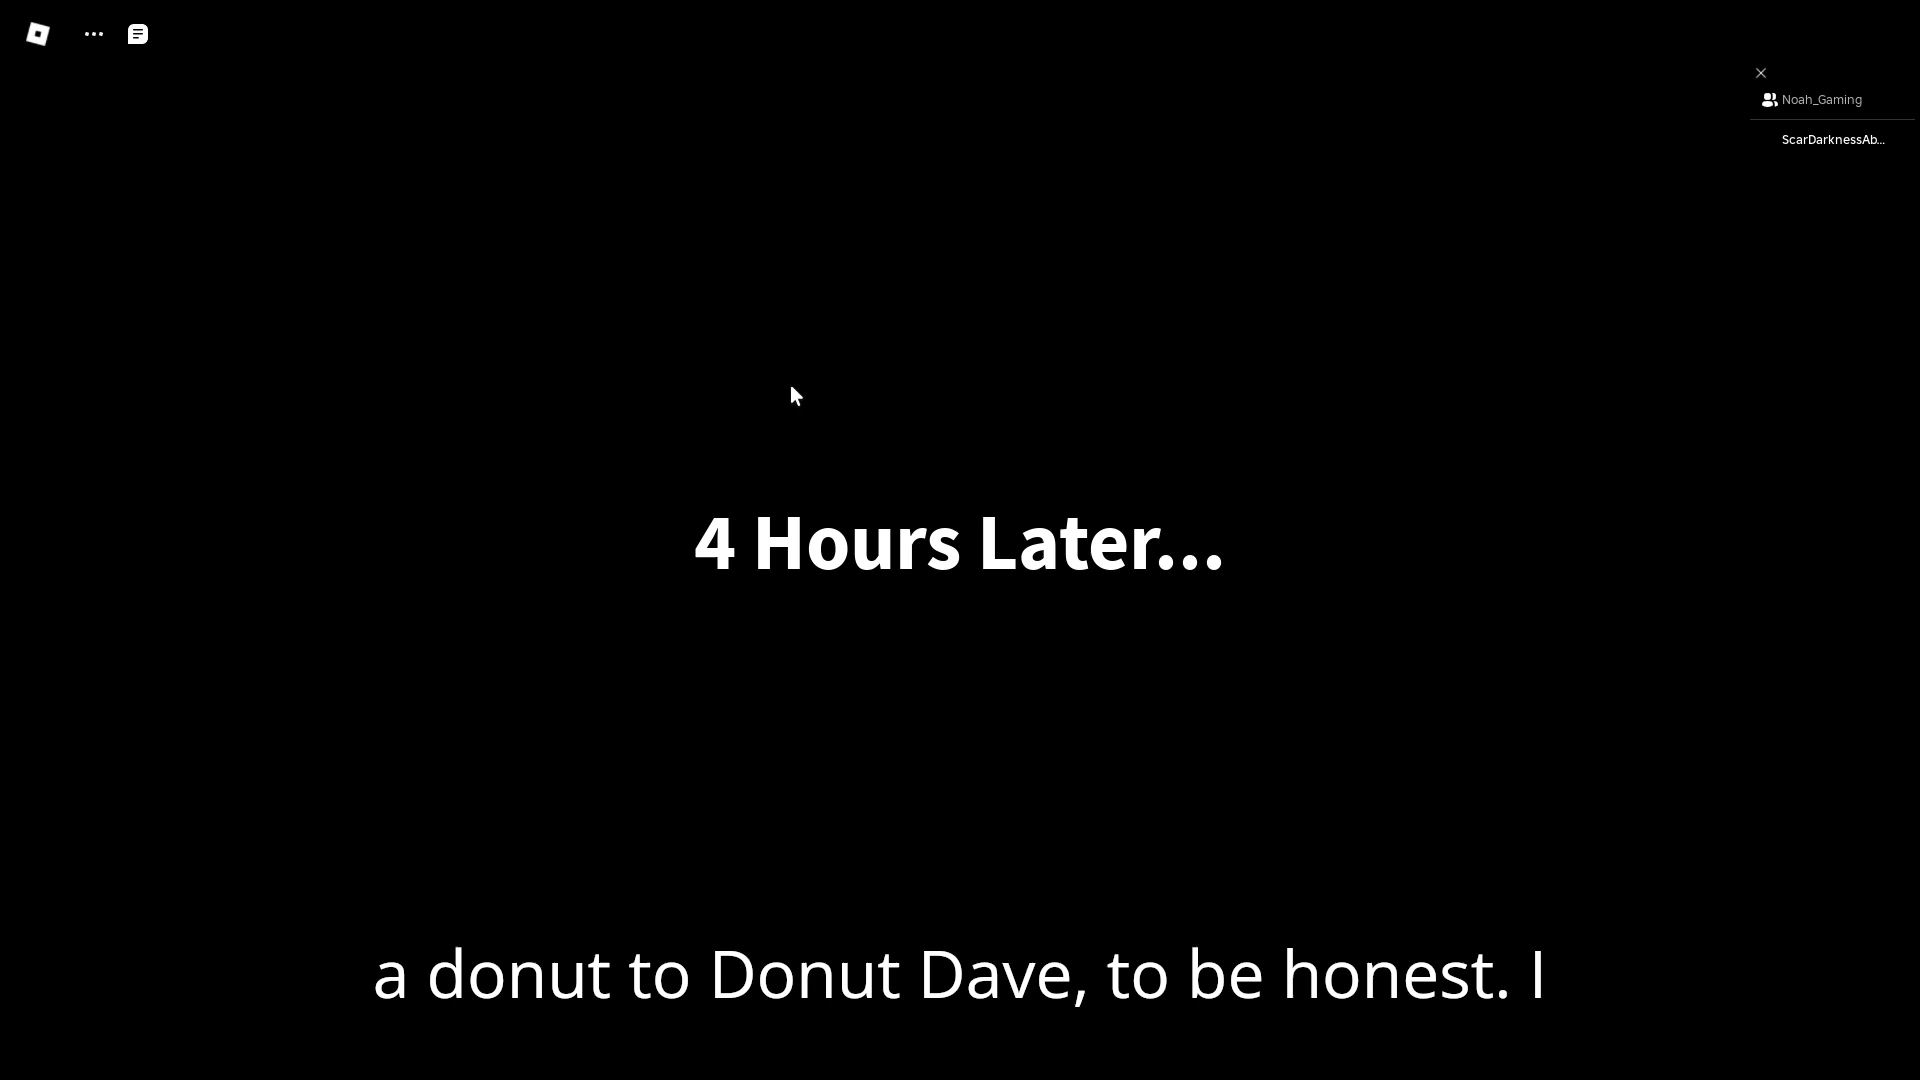 Noah_Gaming
ScarDarknessAb...
4 Hours Later...
a donut to Donut Dave, to be honest. I